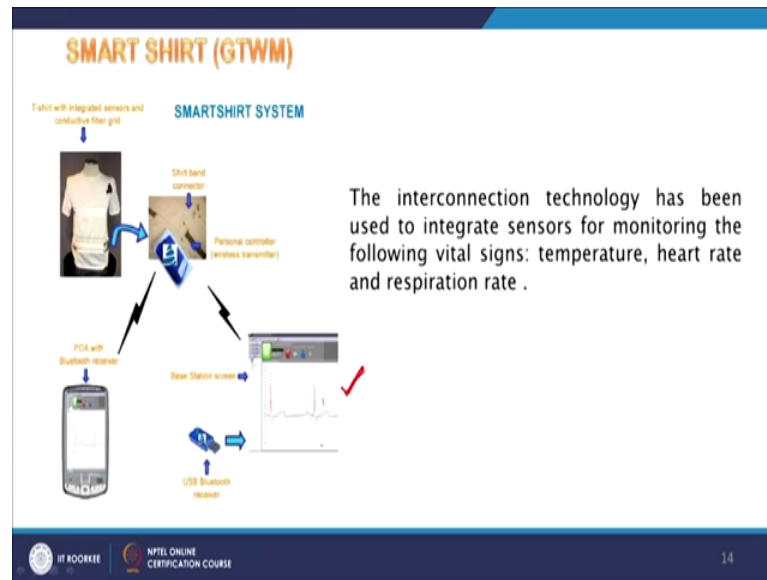 SMART SHIRT (GTWM)
T-shirt with integrated sensors and
conductive fiber grid
SMARTSHIRT SYSTEM
Shirt band
connector
Personal controller
(wireless transmitter)
The interconnection technology has been
used to integrate sensors for monitoring the
following vital signs: temperature, heart rate
and respiration rate .
PDA with
Bluetooth receiver
Base Station screen
USB Bluetooth
receiver
IIT ROORKEE
NPTEL ONLINE
CERTIFICATION COURSE
14